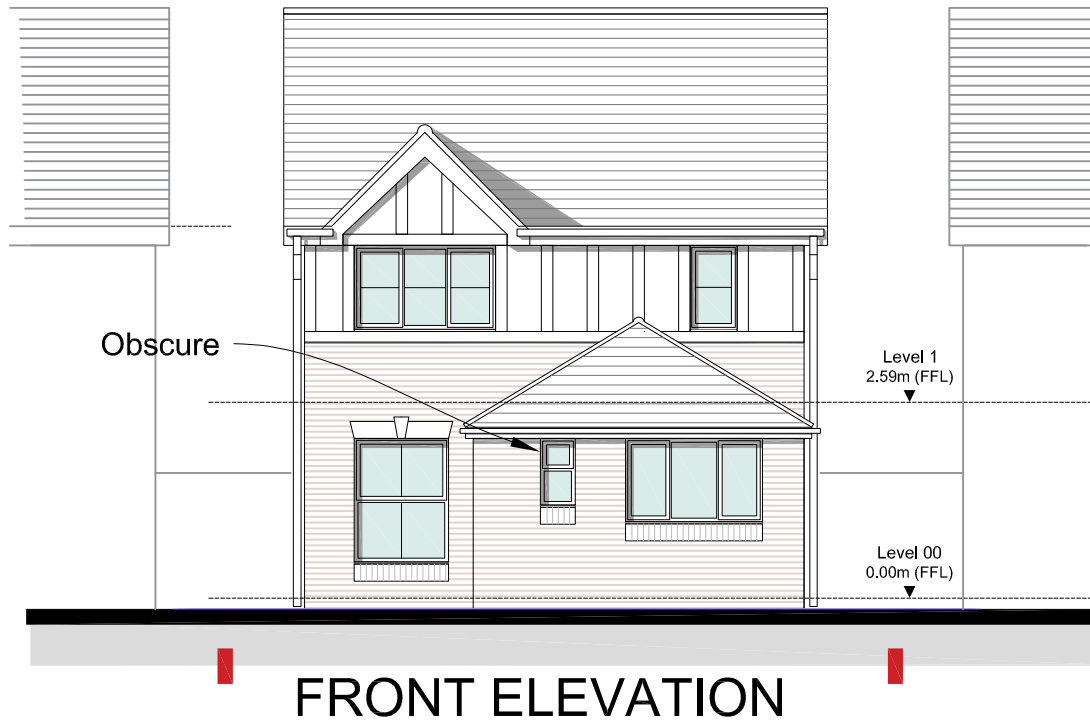 Obscure
Level 1
2.59m (FFL)
Level 00
0.00m (FFL)
FRONT ELEVATION